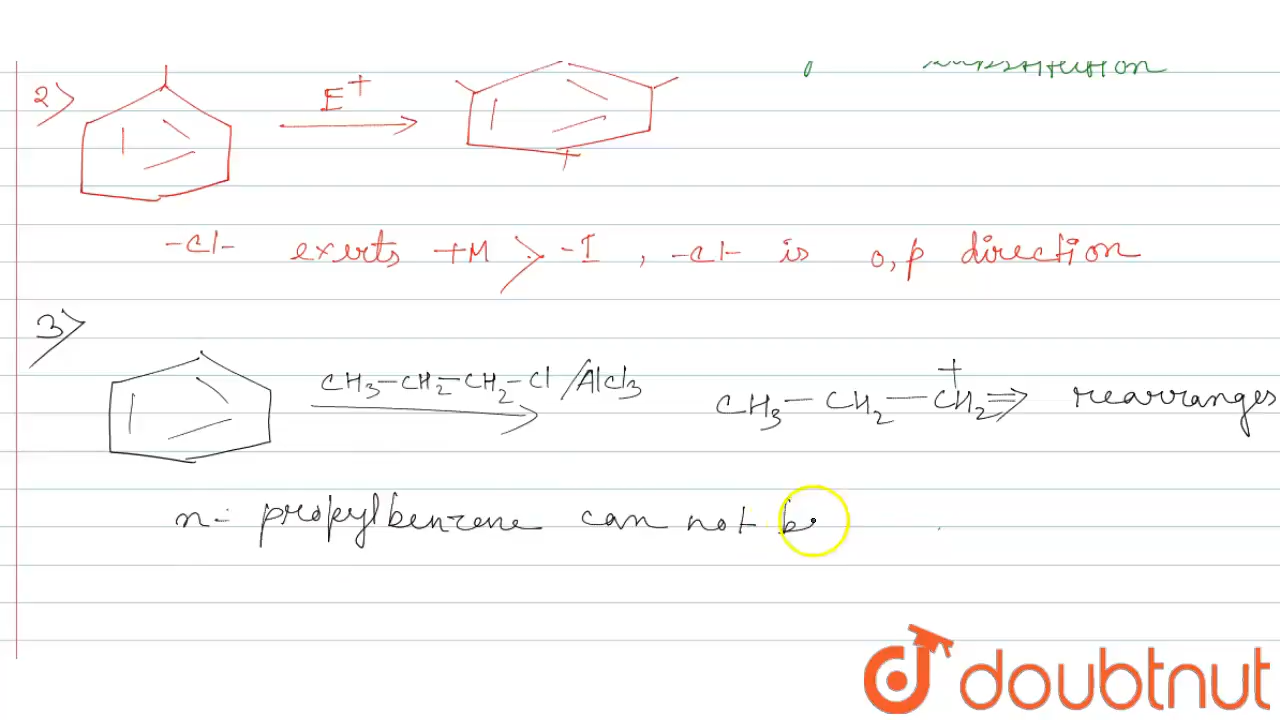 substitution
2)
E+
-Cl- exerts +M > -I , -Cl- is o,p direction
3)
CH3-CH2-CH2-Cl /AlCl3
CH3-CH2-CH2+ => rearranges
n- propylbenzene can not b
doubtnut